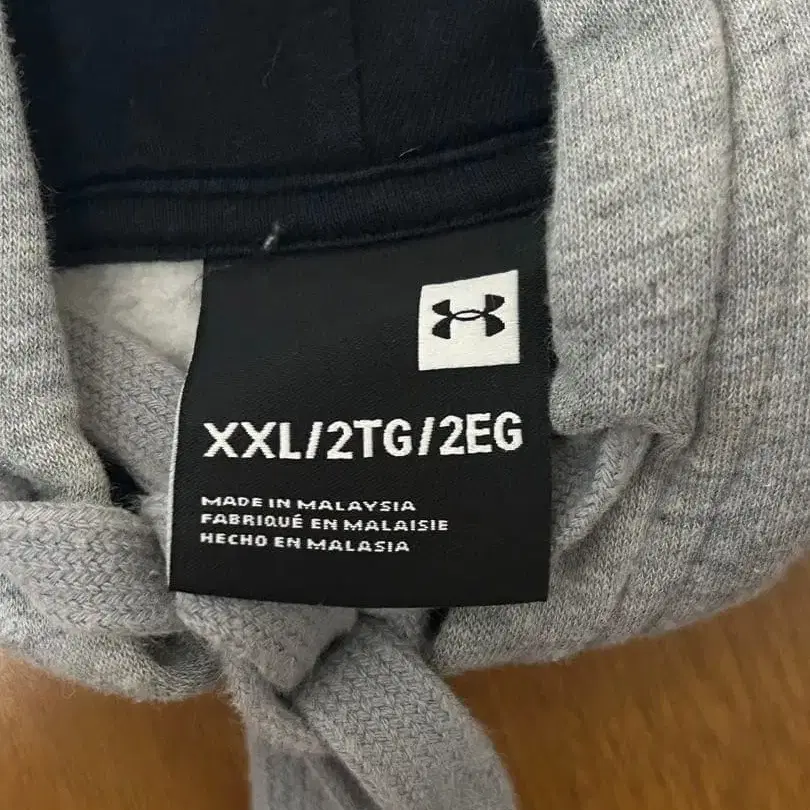 XXL/2TG/2EG
MADE IN MALAYSIA
FABRIQUÉ EN MALAISIE
HECHO EN MALASIA